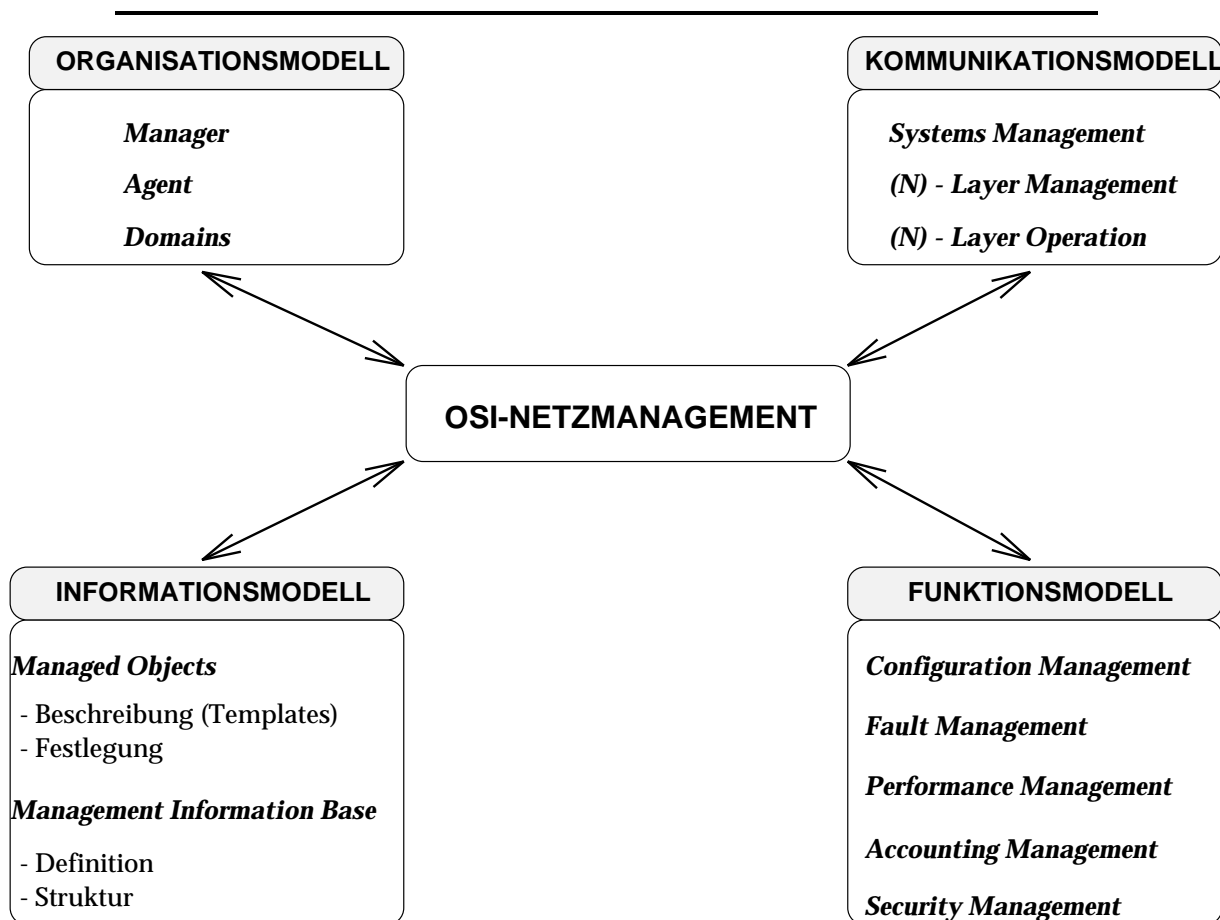 ORGANISATIONSMODELL
Manager
Agent
Domains
KOMMUNIKATIONSMODELL
Systems Management
(N) - Layer Management
(N) - Layer Operation
OSI-NETZMANAGEMENT
INFORMATIONSMODELL
Managed Objects
- Beschreibung (Templates)
- Festlegung
Management Information Base
- Definition
- Struktur
FUNKTIONSMODELL
Configuration Management
Fault Management
Performance Management
Accounting Management
Security Management